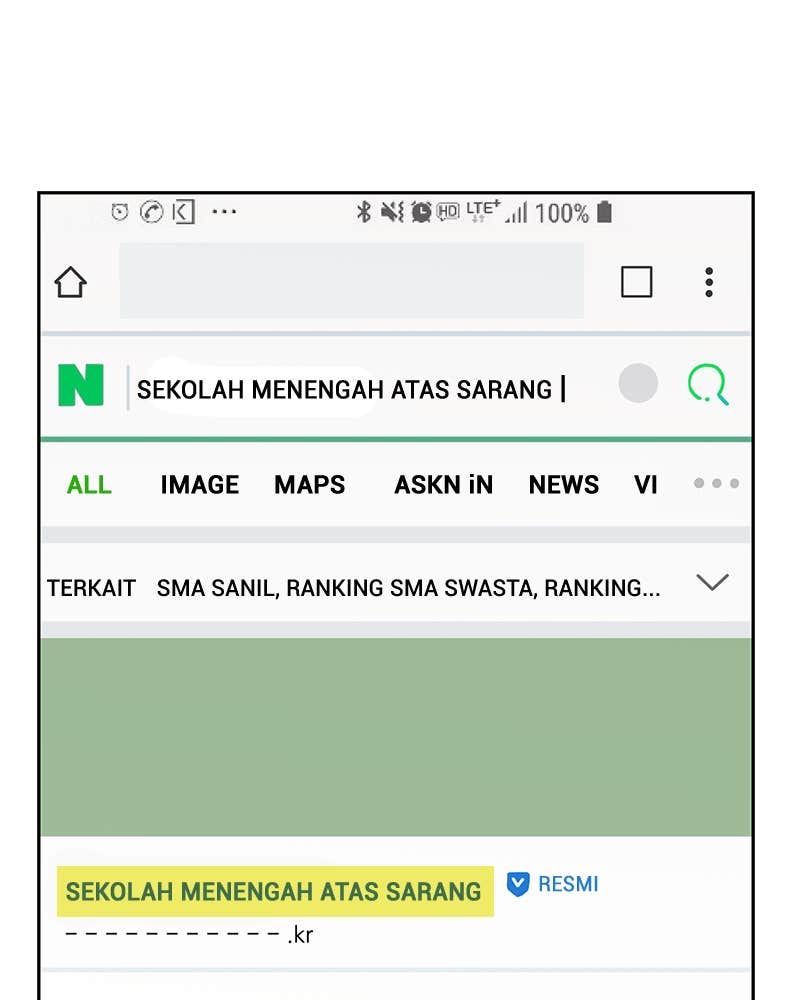 HD LTE+ 100%
N SEKOLAH MENENGAH ATAS SARANG
ALL IMAGE MAPS ASKN iN NEWS VI
TERKAIT SMA SANIL, RANKING SMA SWASTA, RANKING...
SEKOLAH MENENGAH ATAS SARANG RESMI
- - - - - - - - - - - .kr